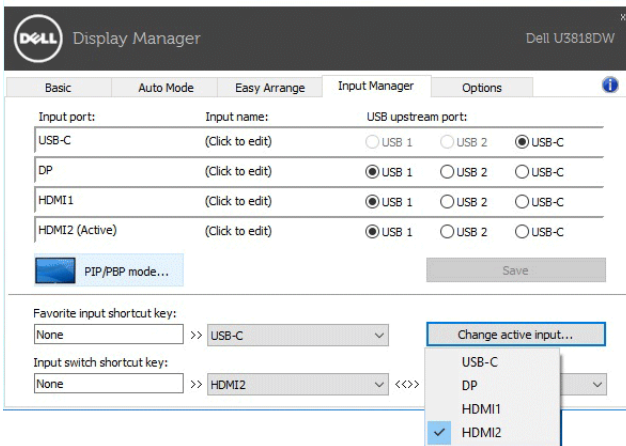 DELL Display Manager Dell U3818DW
Basic Auto Mode Easy Arrange Input Manager Options
Input port: Input name: USB upstream port:
USB-C (Click to edit) USB 1 USB 2 USB-C
DP (Click to edit) USB 1 USB 2 USB-C
HDMI1 (Click to edit) USB 1 USB 2 USB-C
HDMI2 (Active) (Click to edit) USB 1 USB 2 USB-C
PIP/PBP mode... Save
Favorite input shortcut key:
None >> USB-C Change active input...
Input switch shortcut key:
None >> HDMI2 <<>>
USB-C
DP
HDMI1
HDMI2